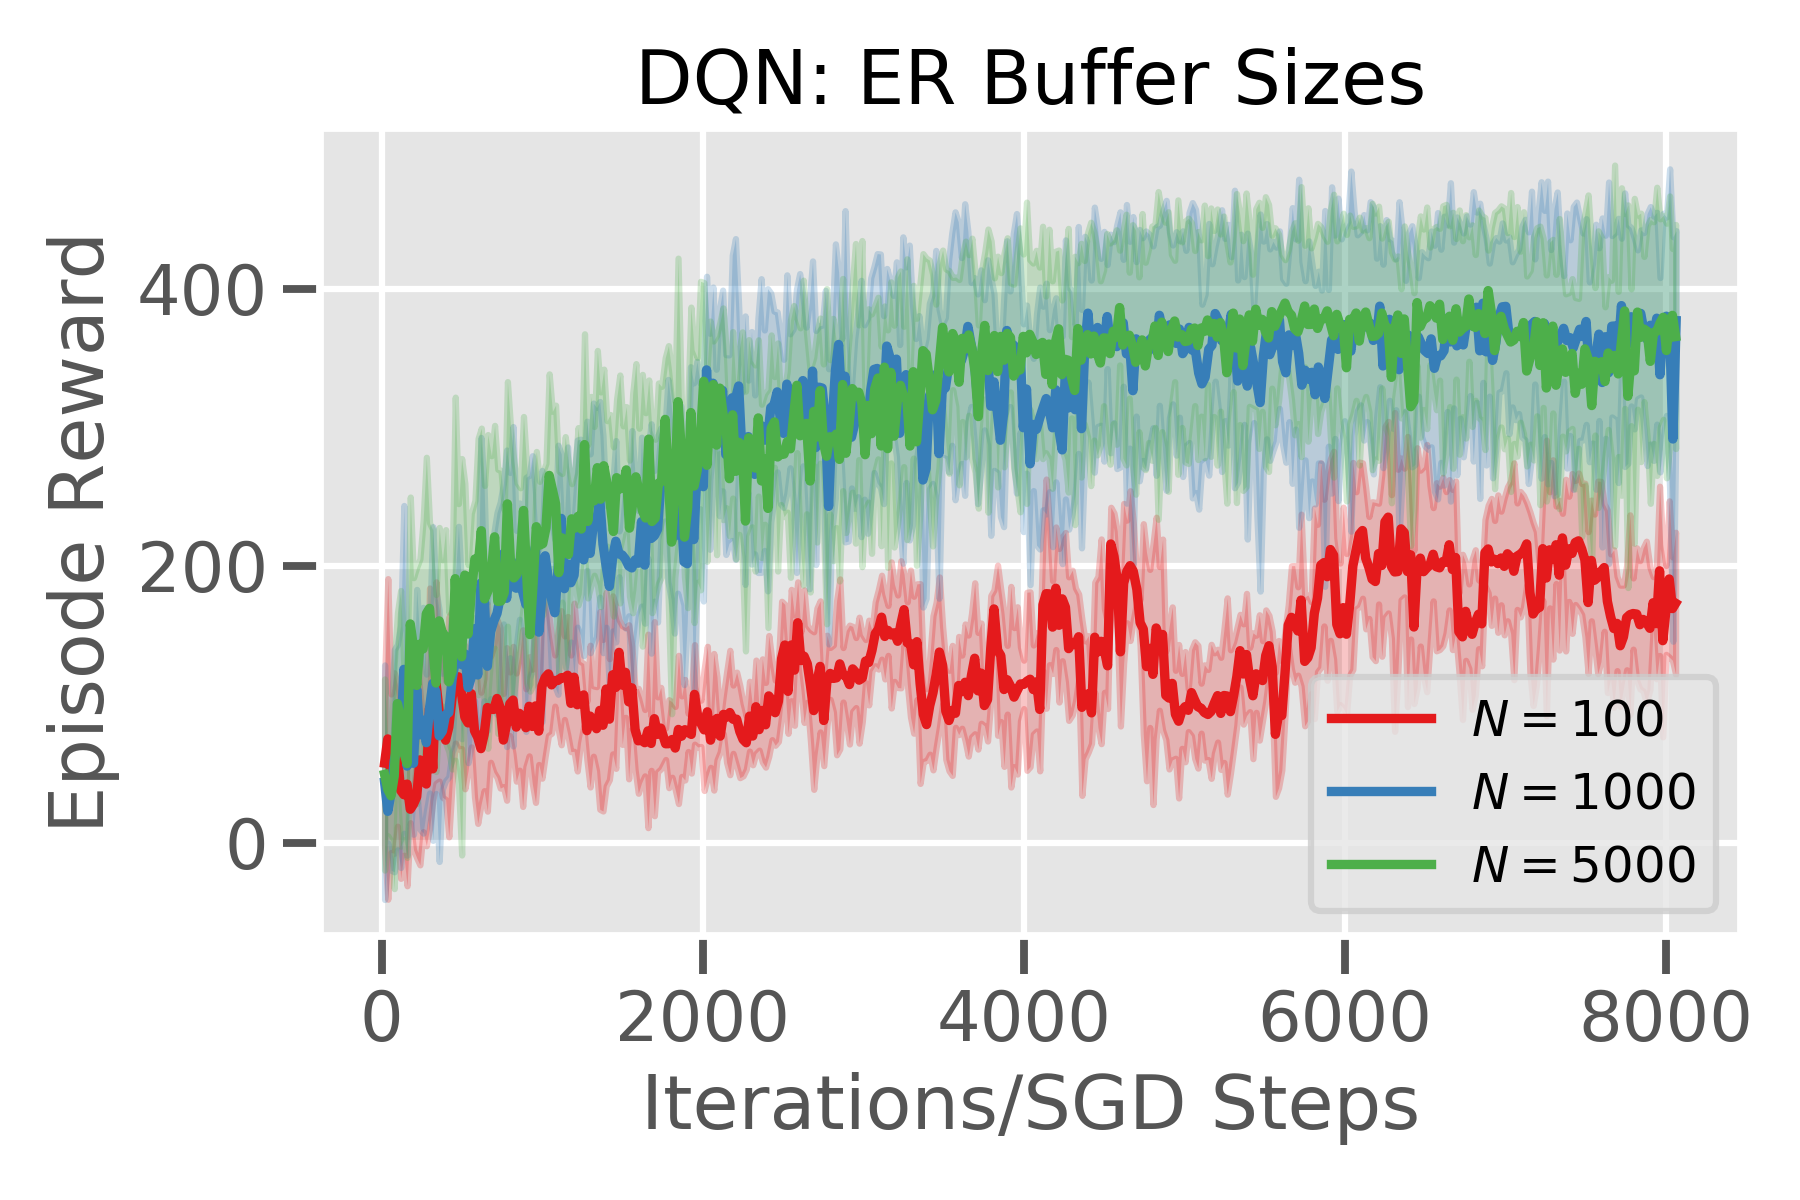 DQN: ER Buffer Sizes
Episode Reward
400
200
0
N = 100
N = 1000
N = 5000
0 2000 4000 6000 8000
Iterations/SGD Steps